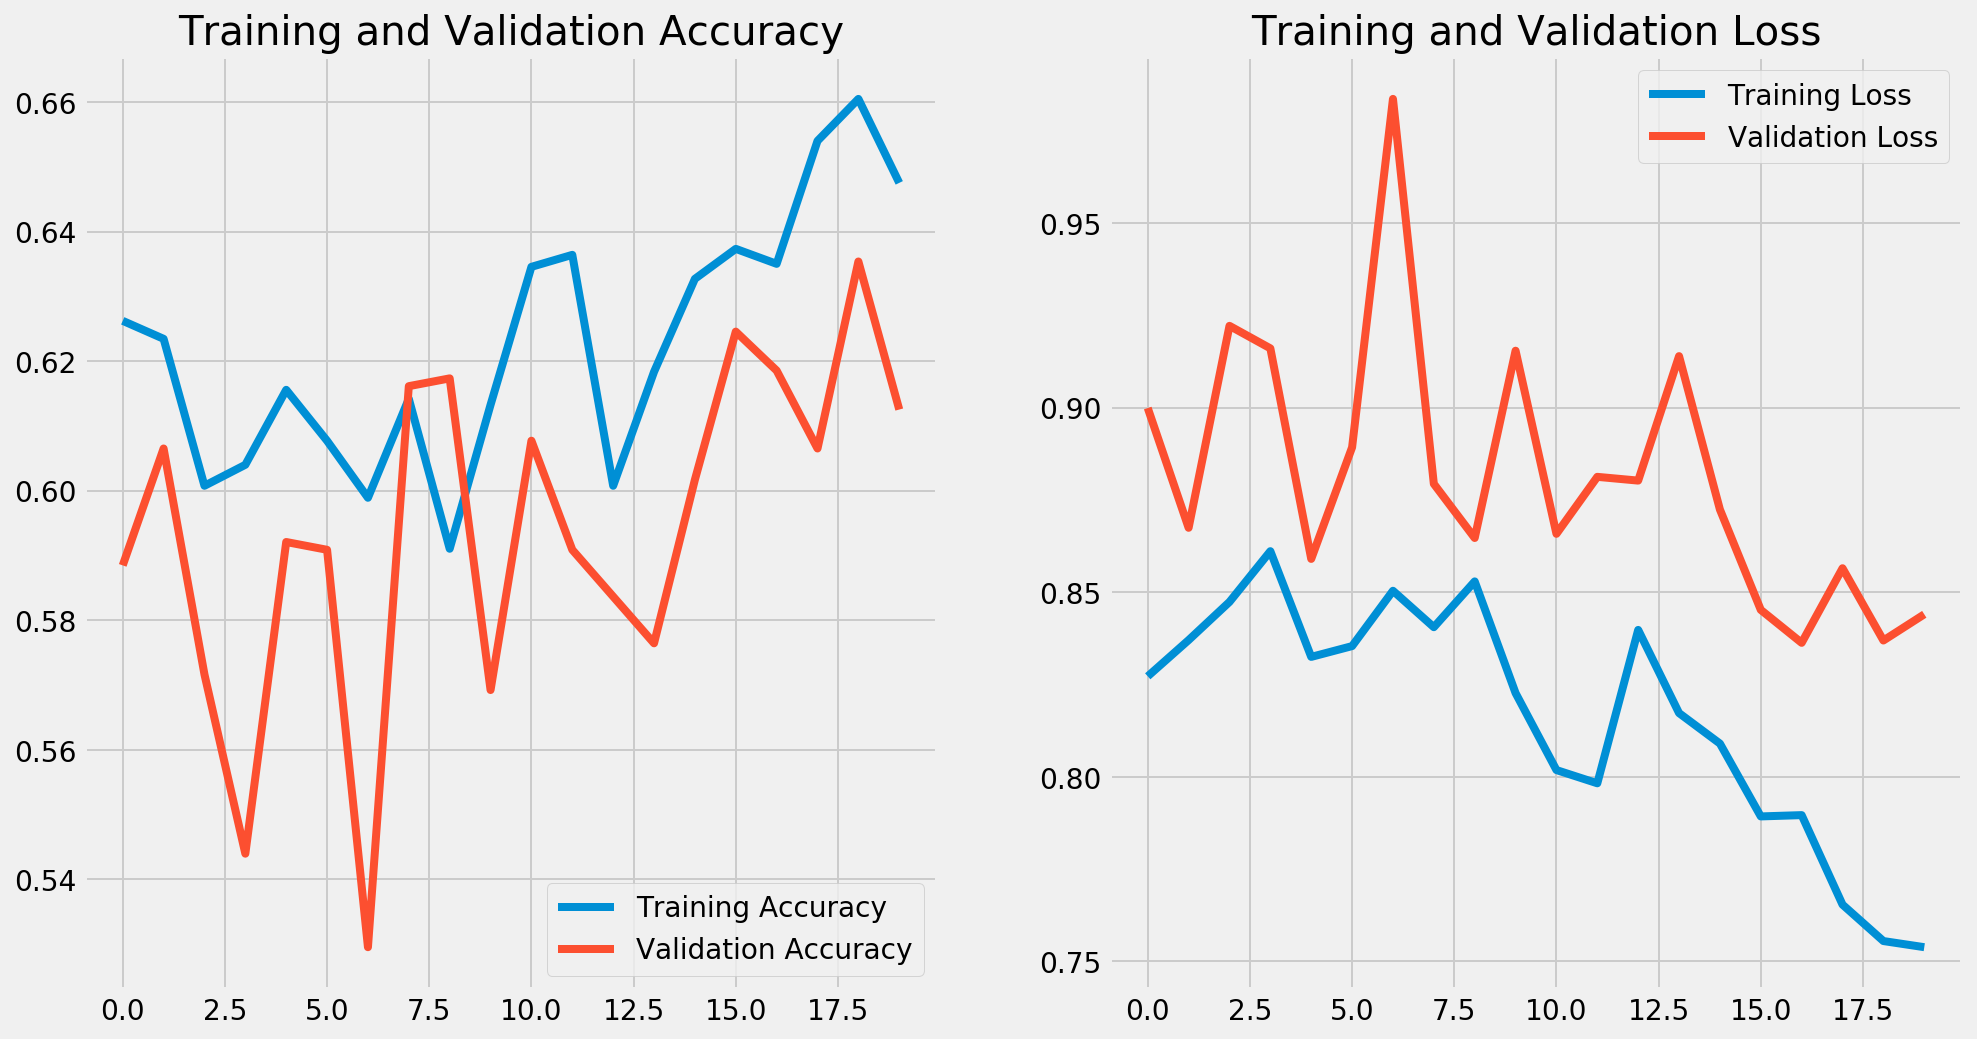 Training and Validation Accuracy
0.66
0.64
0.62
0.60
0.58
0.56
0.54
Training Accuracy
Validation Accuracy
0.0 2.5 5.0 7.5 10.0 12.5 15.0 17.5
Training and Validation Loss
Training Loss
Validation Loss
0.95
0.90
0.85
0.80
0.75
0.0 2.5 5.0 7.5 10.0 12.5 15.0 17.5